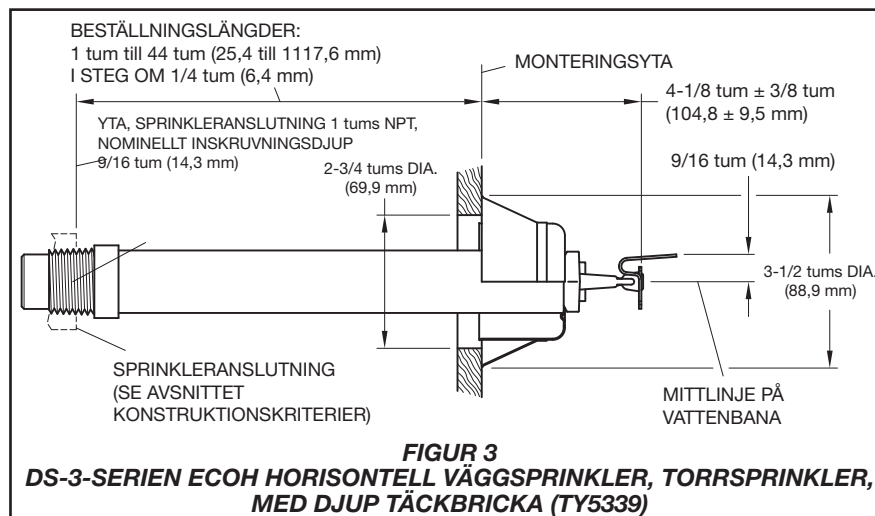 BESTÄLLNINGSLÄNGDER:
1 tum till 44 tum (25,4 till 1117,6 mm)
I STEG OM 1/4 tum (6,4 mm)
MONTERINGSYTA
4-1/8 tum ± 3/8 tum
(104,8 ± 9,5 mm)
YTA, SPRINKLERANSLUTNING 1 tums NPT,
NOMINELLT INSKRUVNINGSDJUP
9/16 tum (14,3 mm)
2-3/4 tums DIA.
(69,9 mm)
9/16 tum (14,3 mm)
3-1/2 tums DIA.
(88,9 mm)
SPRINKLERANSLUTNING
(SE AVSNITTET
KONSTRUKTIONSKRITERIER)
MITTLINJE PÅ
VATTENBANA
FIGUR 3
DS-3-SERIEN ECOH HORISONTELL VÄGGSPRINKLER, TORRSPRINKLER,
MED DJUP TÄCKBRICKA (TY5339)